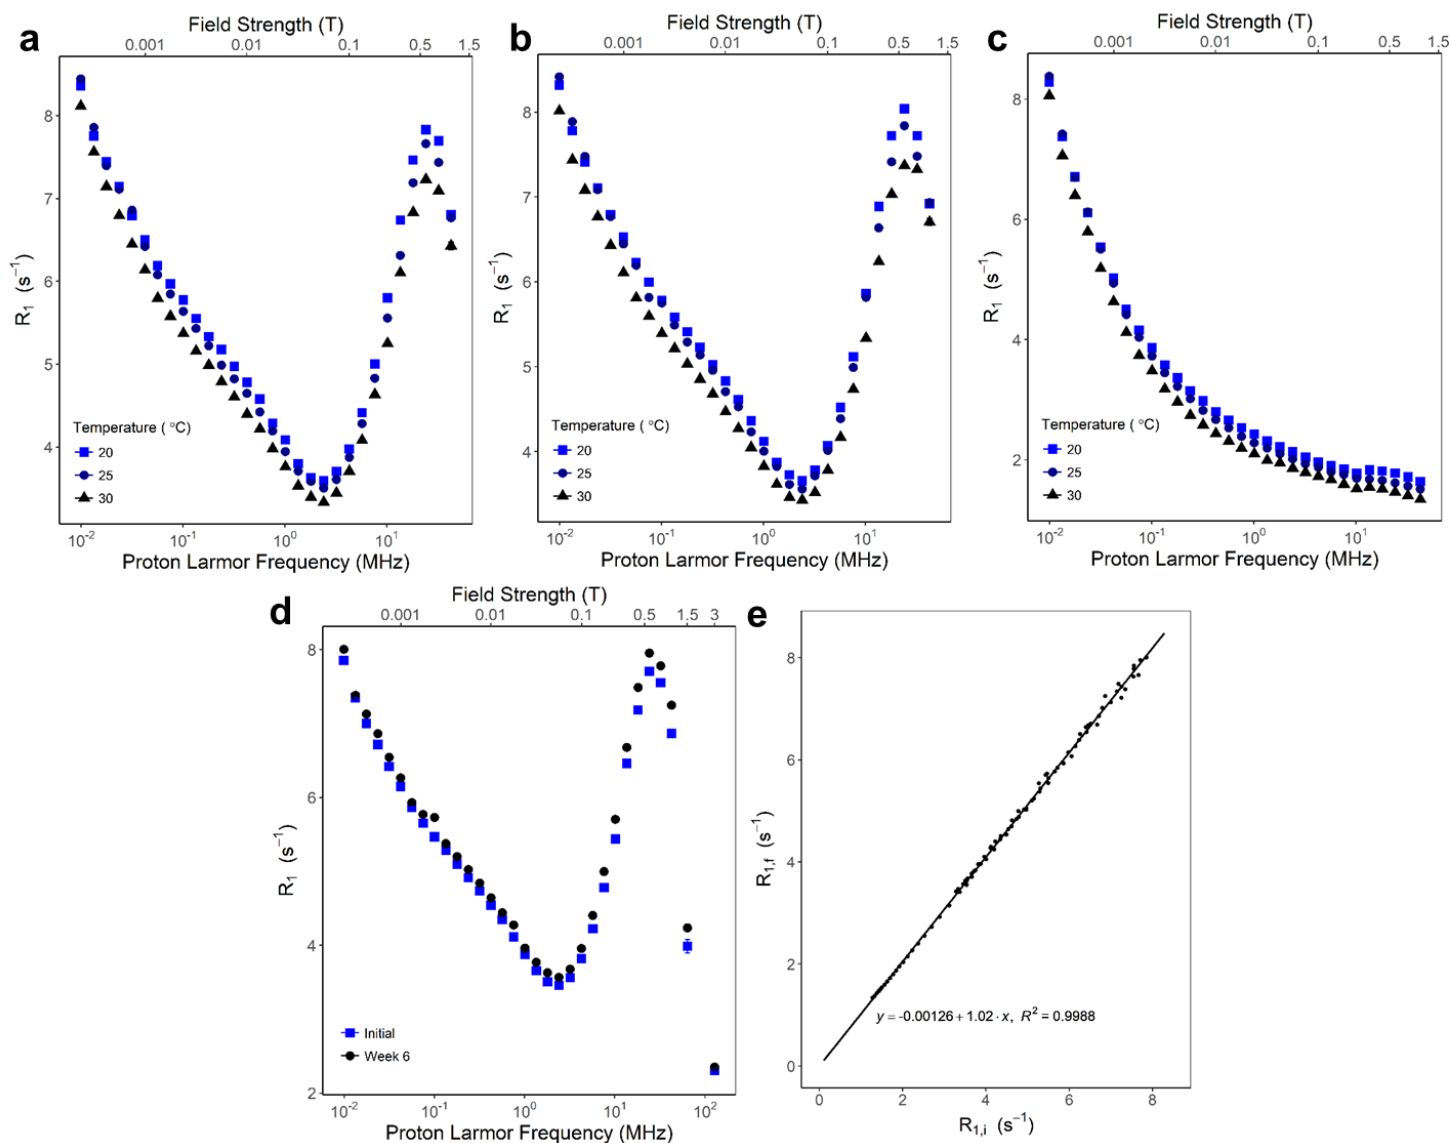 a
Field Strength (T)
0.001 0.01 0.1 0.5 1.5
R1 (s−1)
8
7
6
5
4
Temperature ( °C)
20
25
30
10−2 10−1 100 101
Proton Larmor Frequency (MHz)
b
Field Strength (T)
0.001 0.01 0.1 0.5 1.5
R1 (s−1)
8
7
6
5
4
Temperature ( °C)
20
25
30
10−2 10−1 100 101
Proton Larmor Frequency (MHz)
c
Field Strength (T)
0.001 0.01 0.1 0.5 1.5
R1 (s−1)
8
6
4
2
Temperature ( °C)
20
25
30
10−2 10−1 100 101
Proton Larmor Frequency (MHz)
d
Field Strength (T)
0.001 0.01 0.1 0.5 1.5 3
R1 (s−1)
8
6
4
2
Initial
Week 6
10−2 10−1 100 101 102
Proton Larmor Frequency (MHz)
e
R1,f (s−1)
8
6
4
2
0
y = -0.00126 + 1.02 · x, R2 = 0.9988
0 2 4 6 8
R1,i (s−1)